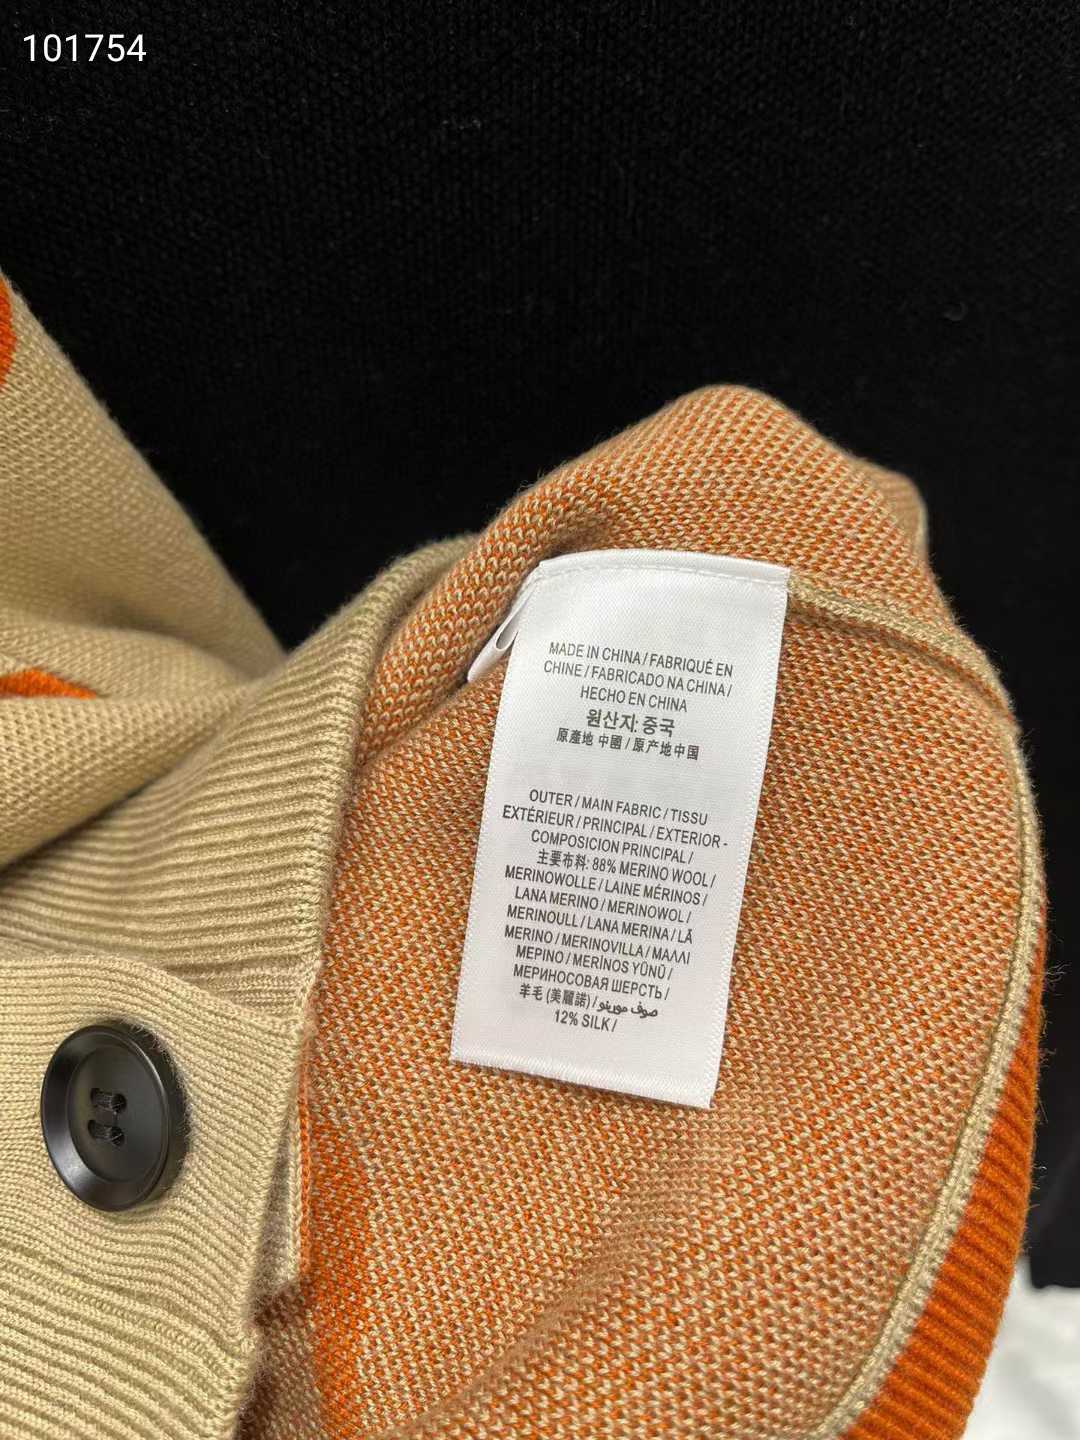 101754
MADE IN CHINA / FABRIQUÉ EN
CHINE / FABRICADO NA CHINA /
HECHO EN CHINA
원산지: 중국
原產地 中國 / 原产地中国
OUTER / MAIN FABRIC / TISSU
EXTÉRIEUR / PRINCIPAL / EXTERIOR -
COMPOSICION PRINCIPAL /
主要布料: 88% MERINO WOOL /
MERINOWOLLE / LAINE MÉRINOS /
LANA MERINO / MERINOWOL /
MERINOULL / LANA MERINA / LÃ
MERINO / MERINOVILLA / ΜΑΛΛΙ
ΜΕΡΙΝΟ / MERİNOS YÜNÜ /
МЕРИНОСОВАЯ ШЕРСТЬ /
羊毛 (美麗諾) / صوف مورينو
12% SILK /